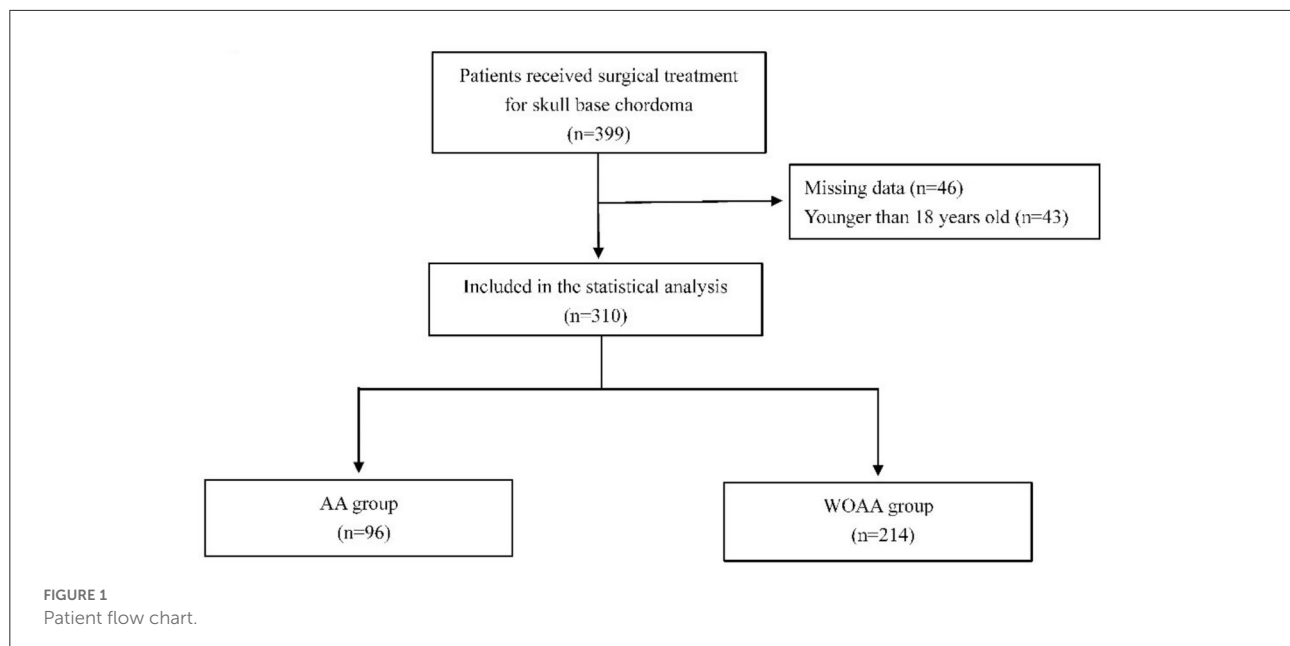 Patients received surgical treatment
for skull base chordoma
(n=399)
Missing data (n=46)
Younger than 18 years old (n=43)
Included in the statistical analysis
(n=310)
AA group
(n=96)
WOAA group
(n=214)
FIGURE 1
Patient flow chart.